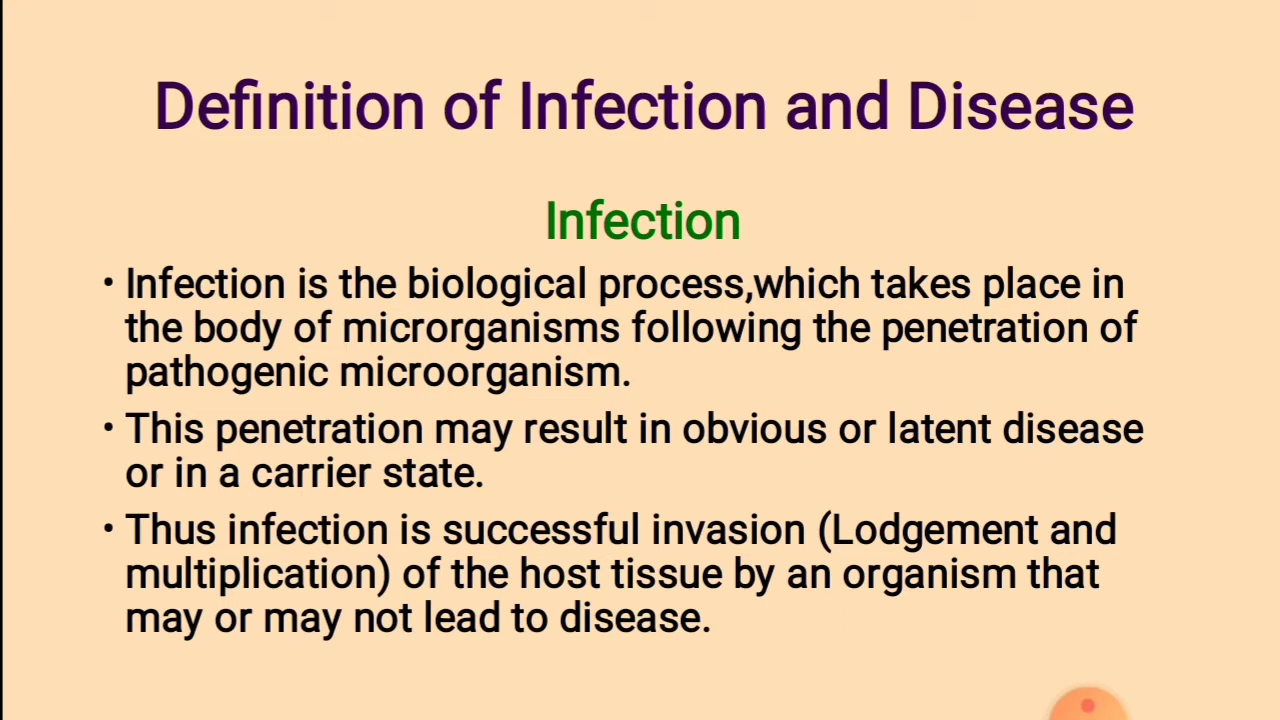 Definition of Infection and Disease
Infection
• Infection is the biological process,which takes place in
the body of microrganisms following the penetration of
pathogenic microorganism.
• This penetration may result in obvious or latent disease
or in a carrier state.
• Thus infection is successful invasion (Lodgement and
multiplication) of the host tissue by an organism that
may or may not lead to disease.